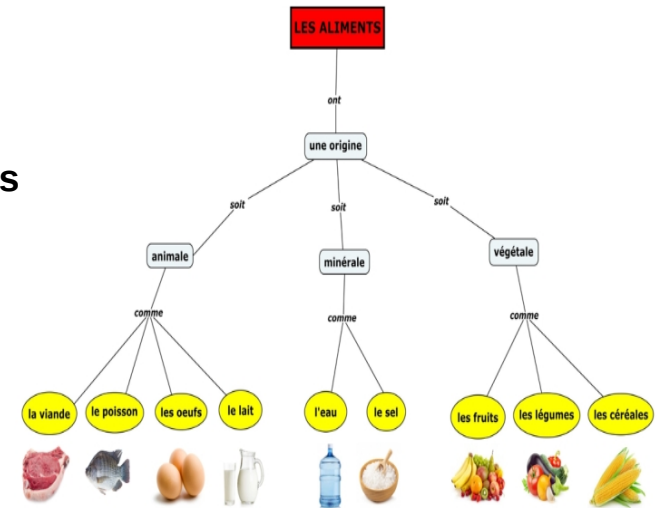 LES ALIMENTS
ont
une origine
s
soit soit soit
animale minérale végétale
comme comme comme
la viande le poisson les oeufs le lait l'eau le sel les fruits les légumes les céréales